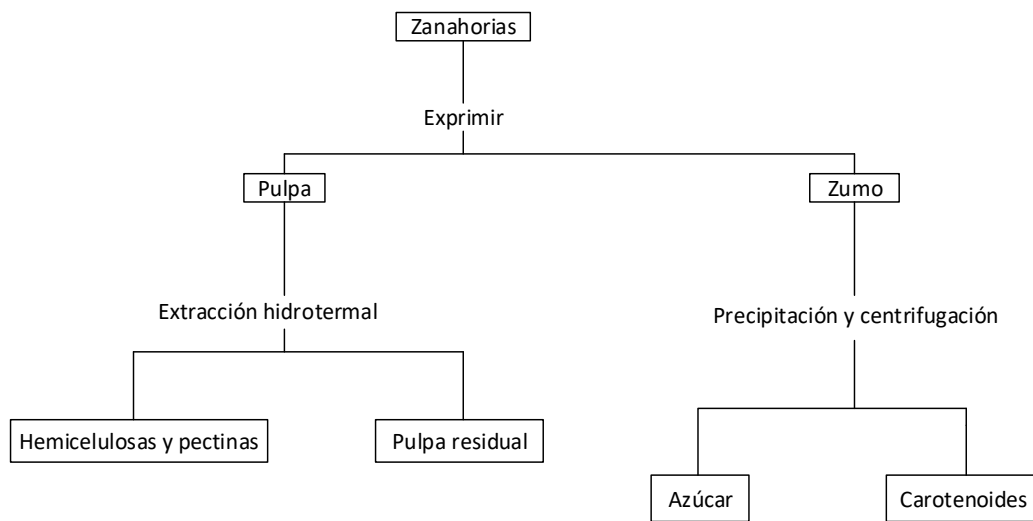 Zanahorias
Exprimir
Pulpa
Zumo
Extracción hidrotermal
Precipitación y centrifugación
Hemicelulosas y pectinas
Pulpa residual
Azúcar
Carotenoides